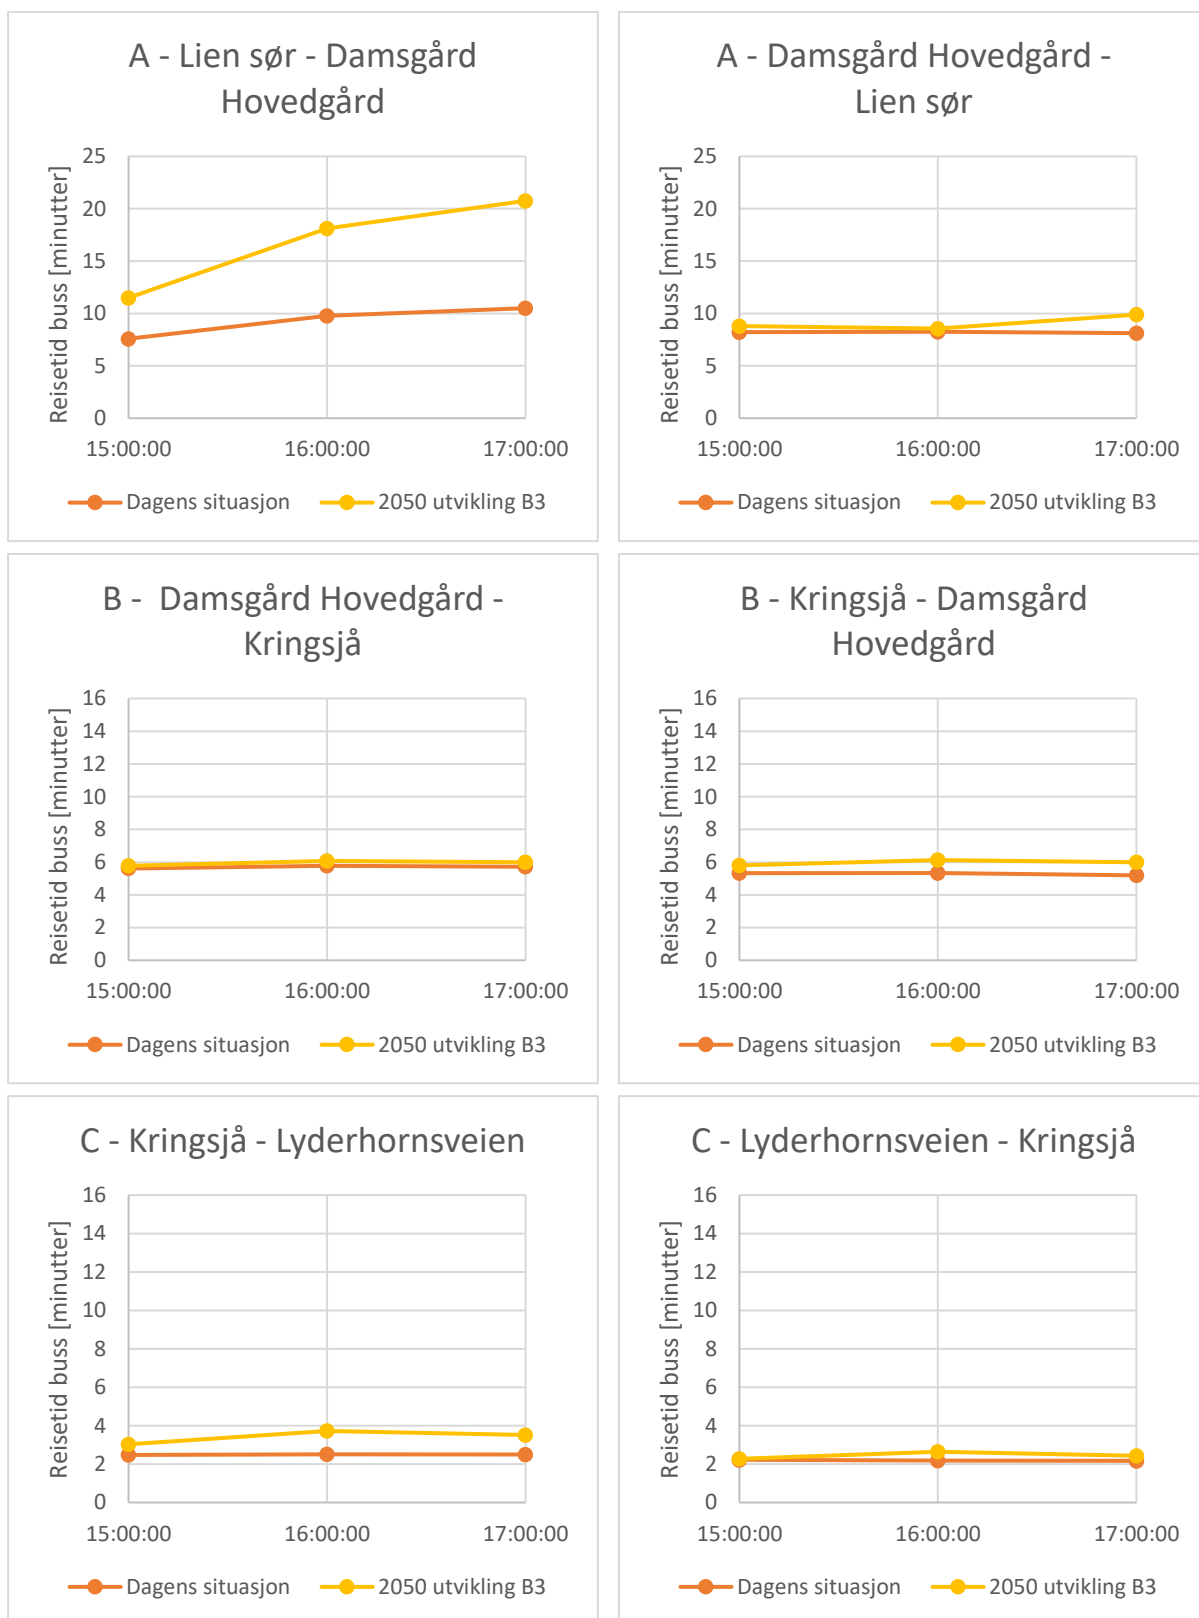 A - Lien sør - Damsgård
Hovedgård
Reisetid buss [minutter]
25
20
15
10
5
0
15:00:00 16:00:00 17:00:00
Dagens situasjon 2050 utvikling B3
A - Damsgård Hovedgård -
Lien sør
Reisetid buss [minutter]
25
20
15
10
5
0
15:00:00 16:00:00 17:00:00
Dagens situasjon 2050 utvikling B3
B - Damsgård Hovedgård -
Kringsjå
Reisetid buss [minutter]
16
14
12
10
8
6
4
2
0
15:00:00 16:00:00 17:00:00
Dagens situasjon 2050 utvikling B3
B - Kringsjå - Damsgård
Hovedgård
Reisetid buss [minutter]
16
14
12
10
8
6
4
2
0
15:00:00 16:00:00 17:00:00
Dagens situasjon 2050 utvikling B3
C - Kringsjå - Lyderhornsveien
Reisetid buss [minutter]
16
14
12
10
8
6
4
2
0
15:00:00 16:00:00 17:00:00
Dagens situasjon 2050 utvikling B3
C - Lyderhornsveien - Kringsjå
Reisetid buss [minutter]
16
14
12
10
8
6
4
2
0
15:00:00 16:00:00 17:00:00
Dagens situasjon 2050 utvikling B3